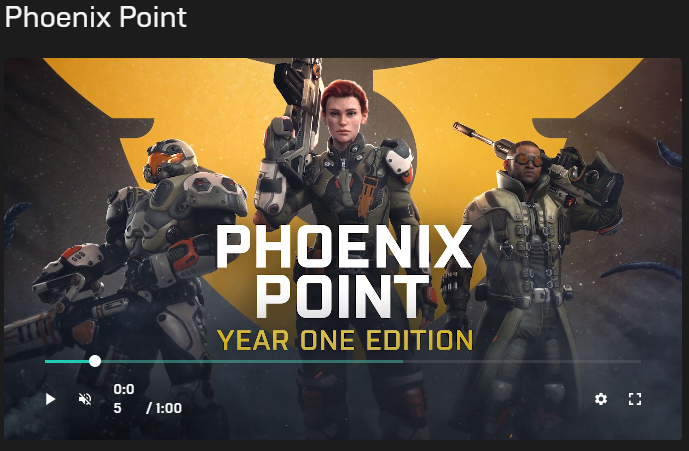 Phoenix Point
PHOENIX
POINT
YEAR ONE EDITION
0:0
5 / 1:00